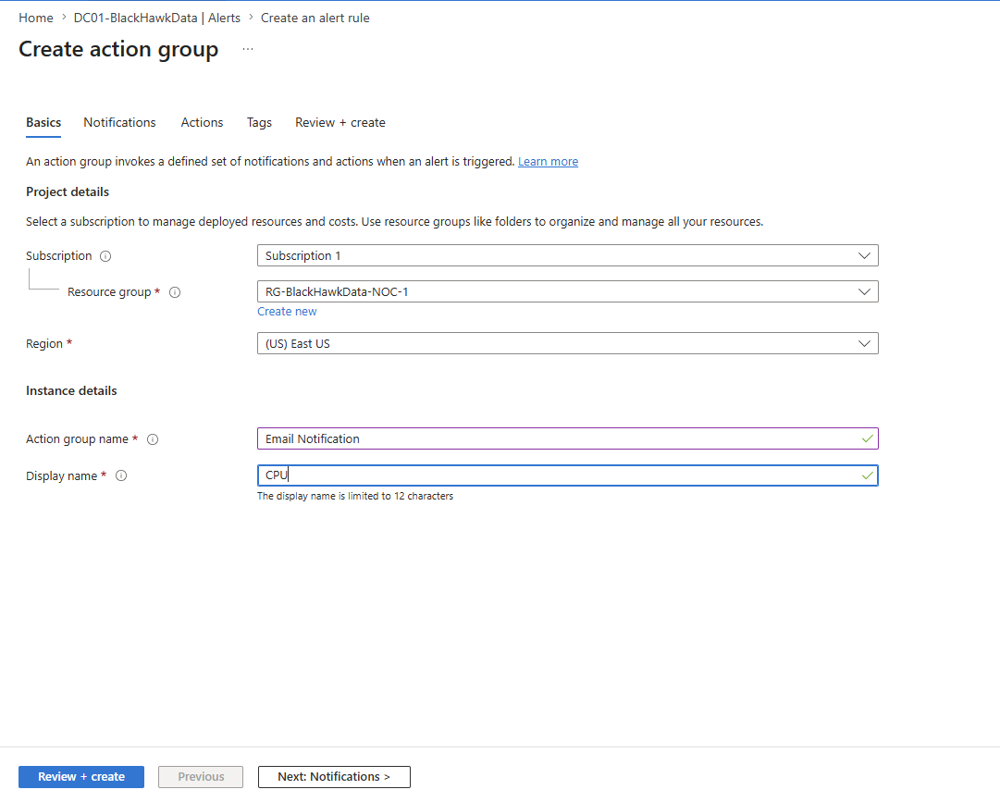 Home > DC01-BlackHawkData | Alerts > Create an alert rule
Create action group ...
Basics Notifications Actions Tags Review + create
An action group invokes a defined set of notifications and actions when an alert is triggered. Learn more
Project details
Select a subscription to manage deployed resources and costs. Use resource groups like folders to organize and manage all your resources.
Subscription Subscription 1
Resource group * RG-BlackHawkData-NOC-1
Create new
Region * (US) East US
Instance details
Action group name * Email Notification
Display name * CPU
The display name is limited to 12 characters
Review + create Previous Next: Notifications >